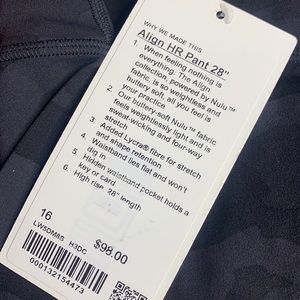 WHY WE MADE THIS
Align HR Pant 28"
1. When feeling nothing is
everything. The Align
collection, powered by Nulu™
fabric, is so weightless and
buttery soft, all you feel is
your practice
2. Our buttery-soft Nulu™ fabric
feels weightlessly light and is
sweat-wicking and four-way
stretch
3. Added Lycra® fibre for stretch
and shape retention
4. Waistband lies flat and won't
dig in
5. Hidden waistband pocket holds a
key or card
6. High rise, 28" length
16
$98.00
LW5DM8S H3DC
000132154473